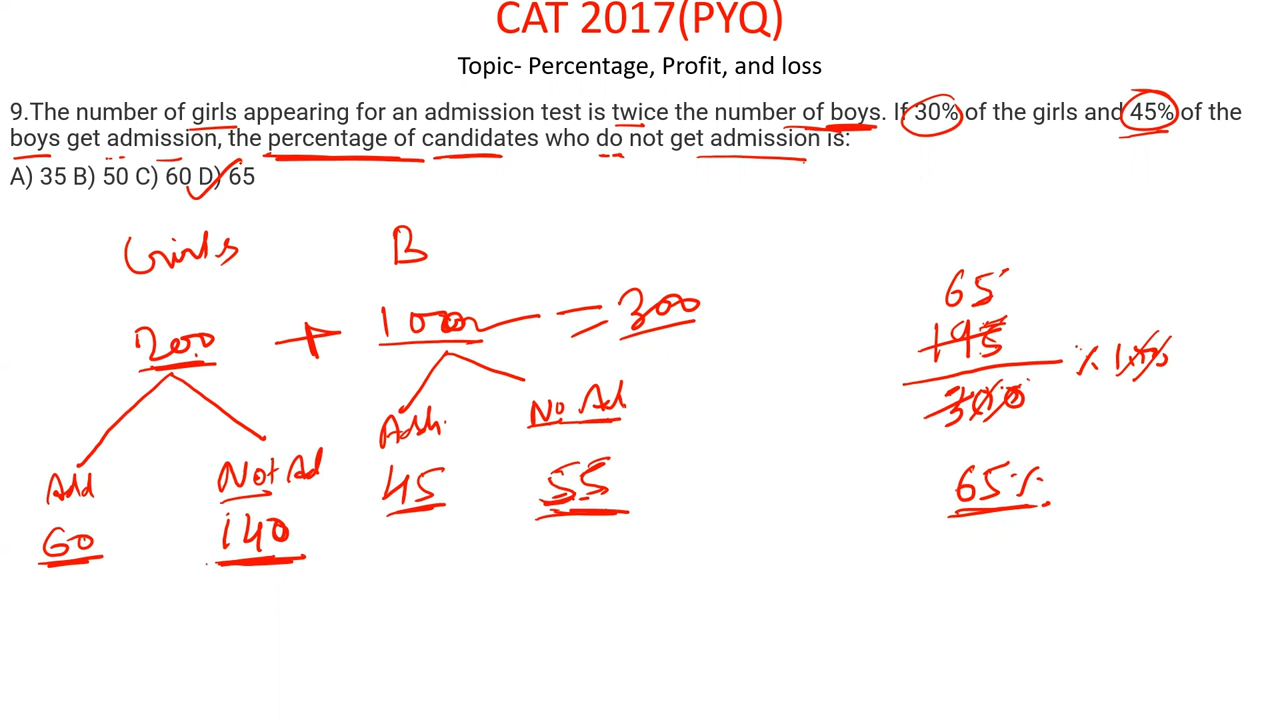 CAT 2017(PYQ)
Topic- Percentage, Profit, and loss
9.The number of girls appearing for an admission test is twice the number of boys. If 30% of the girls and 45% of the
boys get admission, the percentage of candidates who do not get admission is:
A) 35 B) 50 C) 60 D) 65
Girls B
65
200 + 100 = 300
195
300
No Ad
Add Not Ad
45 55
65%
60 140